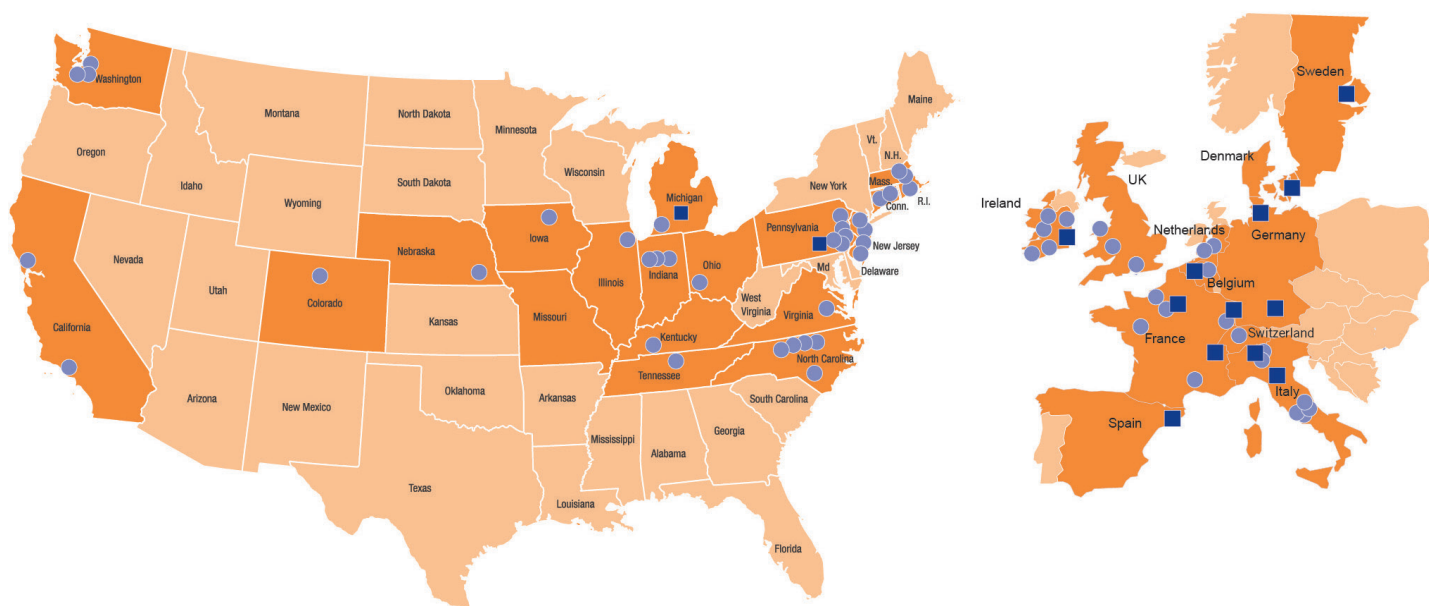 Washington
Montana
North Dakota
Minnesota
Maine
Vt.
N.H.
Oregon
Idaho
South Dakota
Wisconsin
Michigan
New York
Mass.
R.I.
Conn.
Wyoming
Nebraska
Iowa
Pennsylvania
New Jersey
Nevada
Utah
Colorado
Illinois
Indiana
Ohio
Md
Delaware
West
Virginia
California
Kansas
Missouri
Kentucky
Virginia
Arizona
New Mexico
Oklahoma
Arkansas
Tennessee
North Carolina
South Carolina
Texas
Louisiana
Mississippi
Alabama
Georgia
Florida
Sweden
Denmark
UK
Ireland
Netherlands
Germany
Belgium
Switzerland
France
Italy
Spain